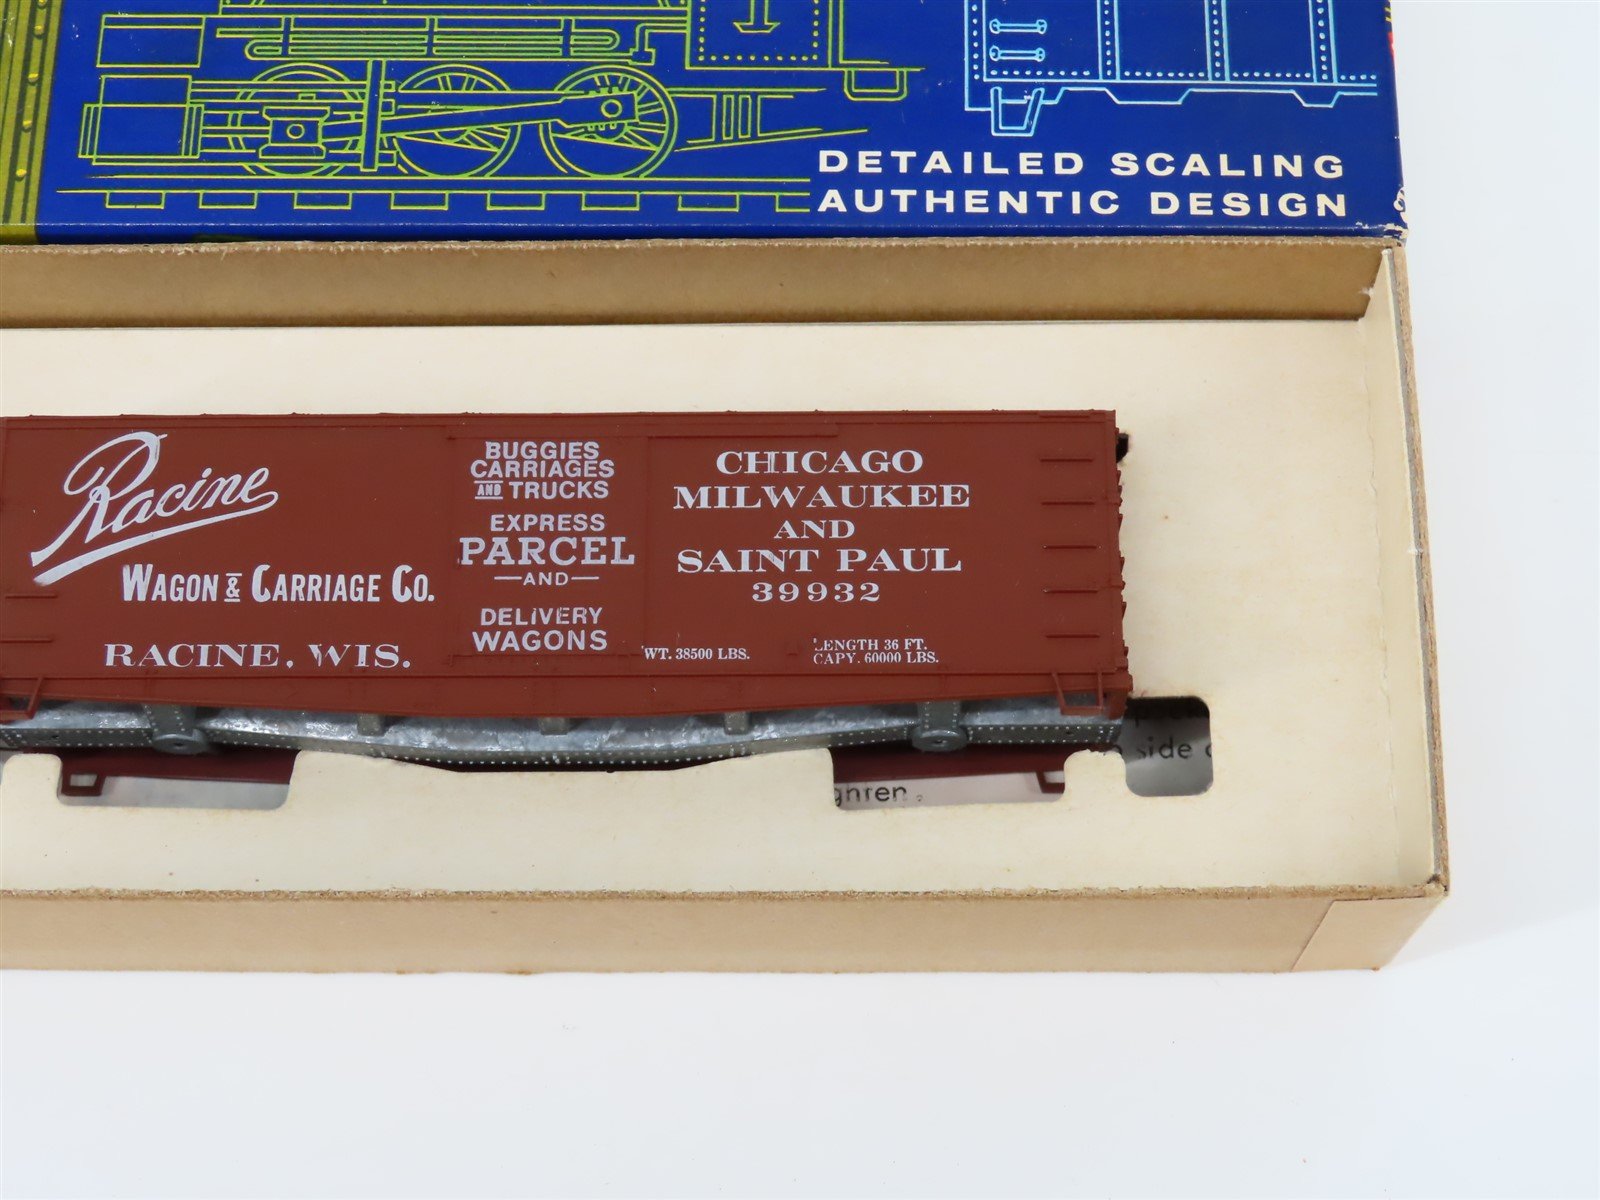 DETAILED SCALING
AUTHENTIC DESIGN
Racine
WAGON & CARRIAGE CO.
RACINE, WIS.
BUGGIES
CARRIAGES
AND TRUCKS
EXPRESS
PARCEL
—AND—
DELIVERY
WAGONS
CHICAGO
MILWAUKEE
AND
SAINT PAUL
39932
WT. 38500 LBS.
LENGTH 36 FT.
CAPY. 60000 LBS.
side